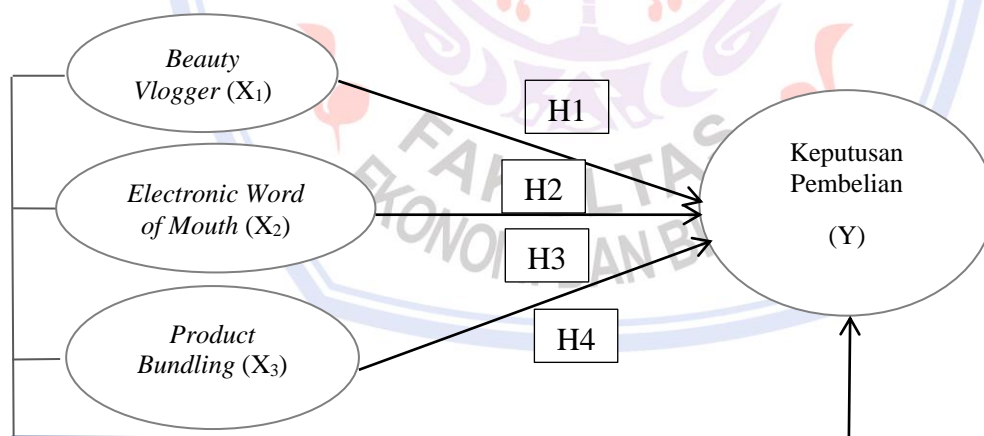 Beauty
Vlogger (X₁)
H1
Electronic Word
of Mouth (X₂)
H2
Keputusan
Pembelian
(Y)
H3
Product
Bundling (X₃)
H4
FAKULTAS
EKONOMI DAN B